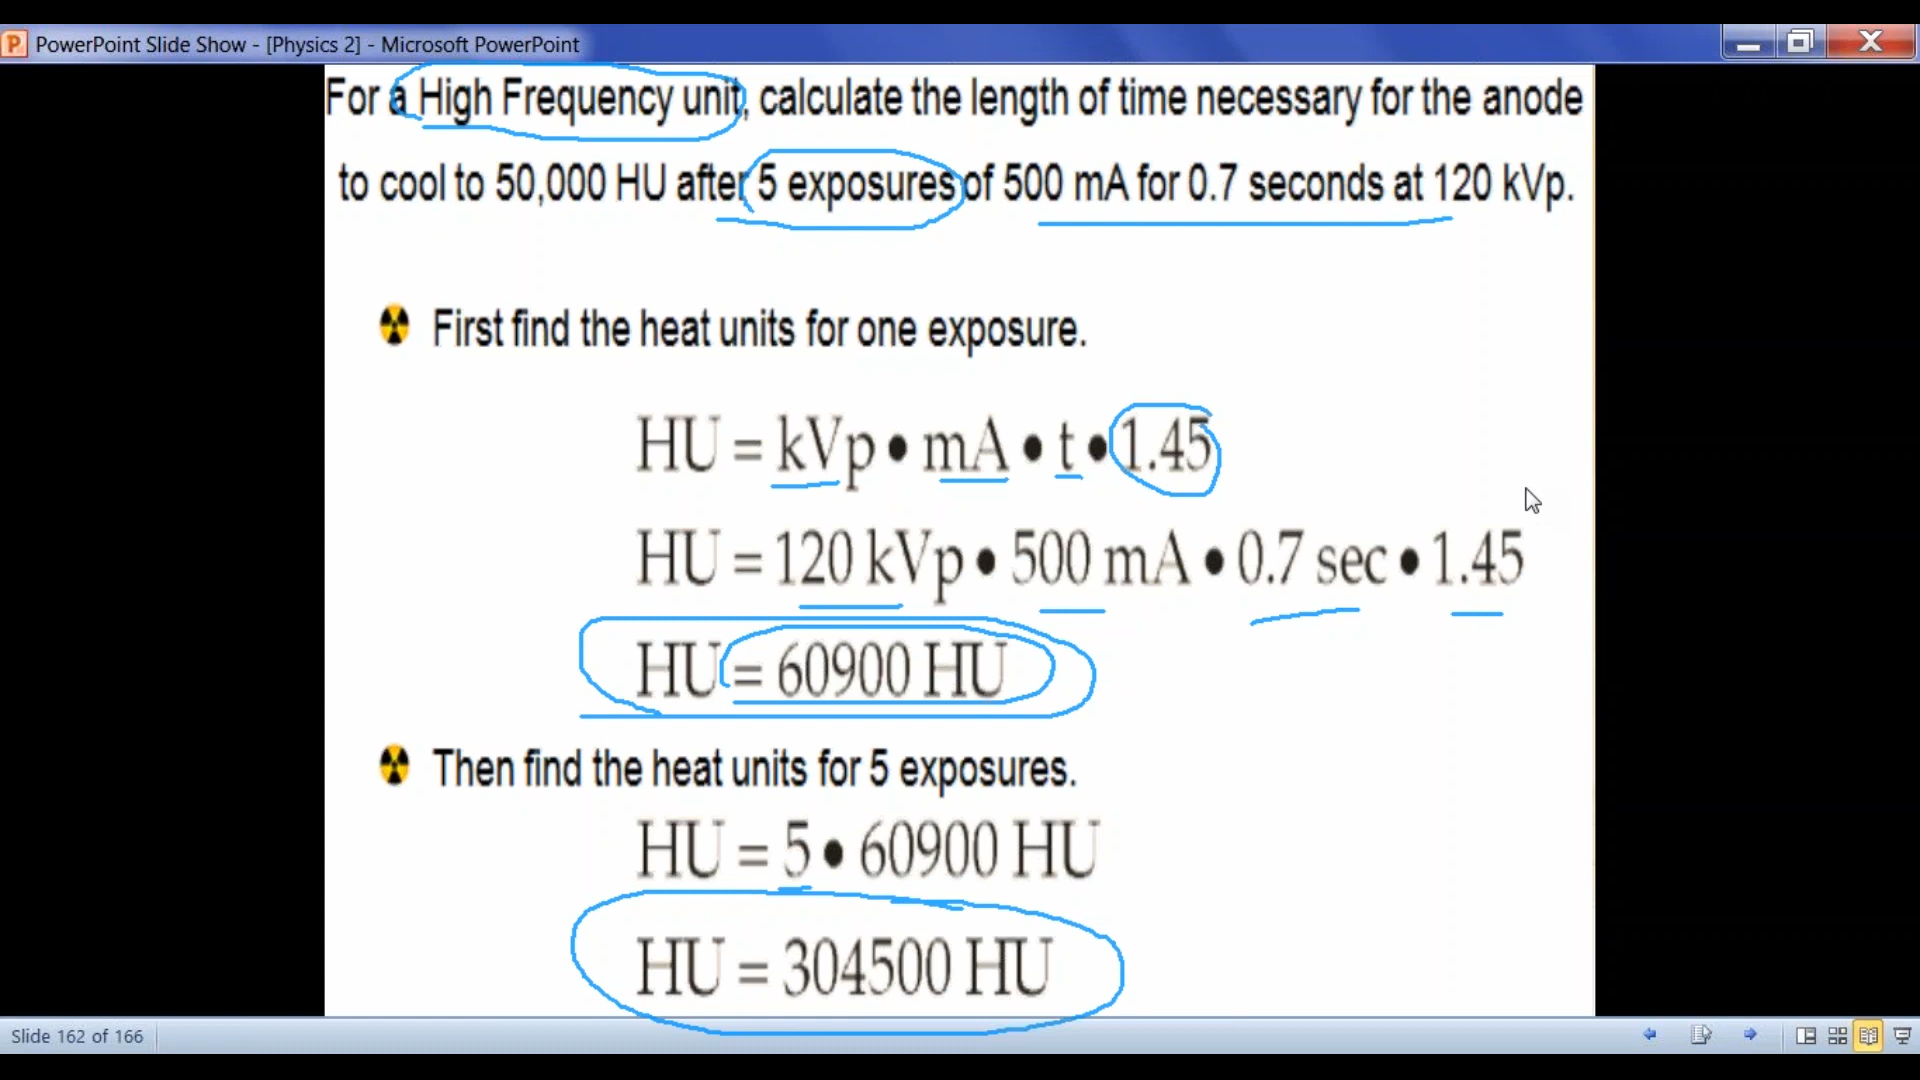 PowerPoint Slide Show - [Physics 2] - Microsoft PowerPoint
For a High Frequency unit, calculate the length of time necessary for the anode
to cool to 50,000 HU after 5 exposures of 500 mA for 0.7 seconds at 120 kVp.
First find the heat units for one exposure.
HU = kVp • mA • t • 1.45
HU = 120 kVp • 500 mA • 0.7 sec • 1.45
HU = 60900 HU
Then find the heat units for 5 exposures.
HU = 5 • 60900 HU
HU = 304500 HU
Slide 162 of 166